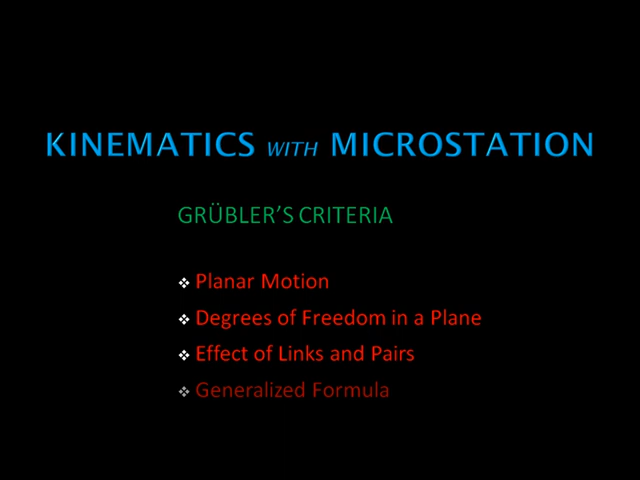 KINEMATICS WITH MICROSTATION
GRÜBLER'S CRITERIA
❖ Planar Motion
❖ Degrees of Freedom in a Plane
❖ Effect of Links and Pairs
❖ Generalized Formula